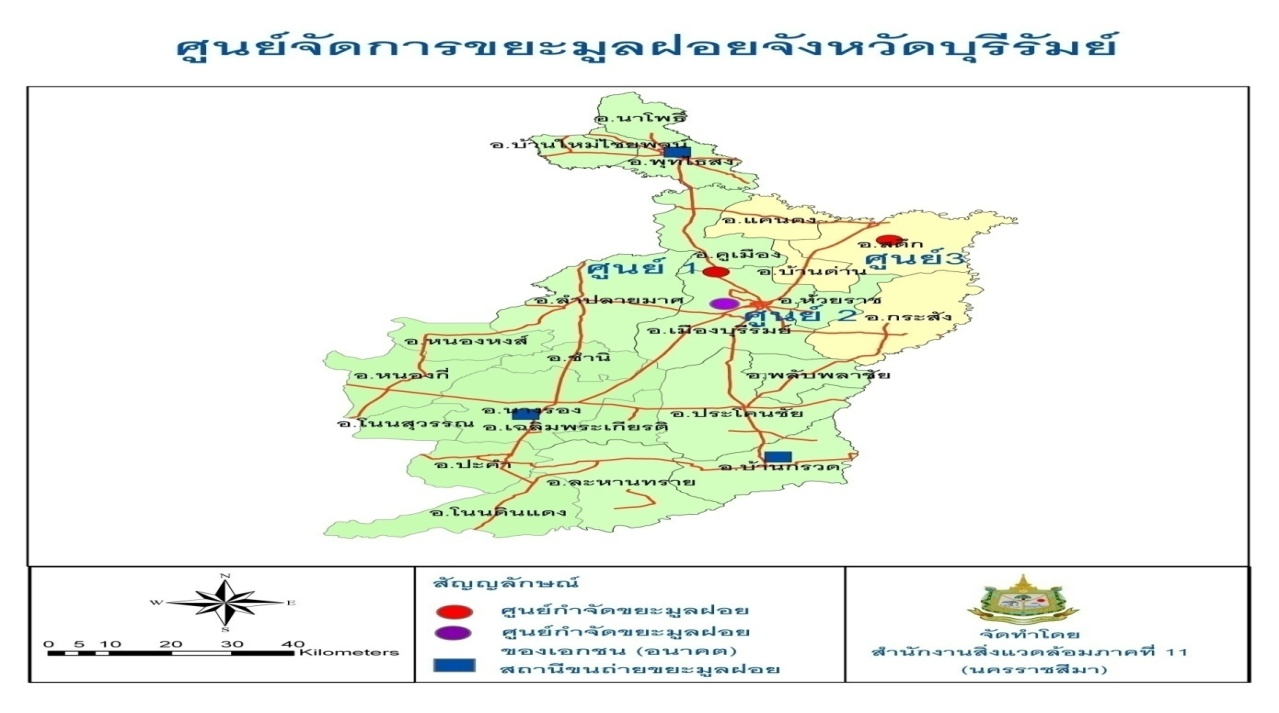 ศูนย์จัดการขยะมูลฝอยจังหวัดบุรีรัมย์
อ.นาโพธิ์
อ.บ้านใหม่ไชยพจน์
อ.พุทไธสง
อ.แคนดง
อ.สตึก
ศูนย์3
อ.คูเมือง
ศูนย์ 1
อ.บ้านด่าน
อ.ลำปลายมาศ
อ.ห้วยราช
ศูนย์ 2
อ.กระสัง
อ.เมืองบุรีรัมย์
อ.หนองหงส์
อ.ชำนิ
อ.หนองกี่
อ.พลับพลาชัย
อ.นางรอง
อ.ประโคนชัย
อ.โนนสุวรรณ
อ.เฉลิมพระเกียรติ
อ.ปะคำ
อ.บ้านกรวด
อ.ละหานทราย
อ.โนนดินแดง
N
W
E
S
0 5 10 20 30 40
Kilometers
สัญญลักษณ์
ศูนย์กำจัดขยะมูลฝอย
ศูนย์กำจัดขยะมูลฝอย
ของเอกชน (อนาคต)
สถานีขนถ่ายขยะมูลฝอย
จัดทำโดย
สำนักงานสิ่งแวดล้อมภาคที่ 11
(นครราชสีมา)